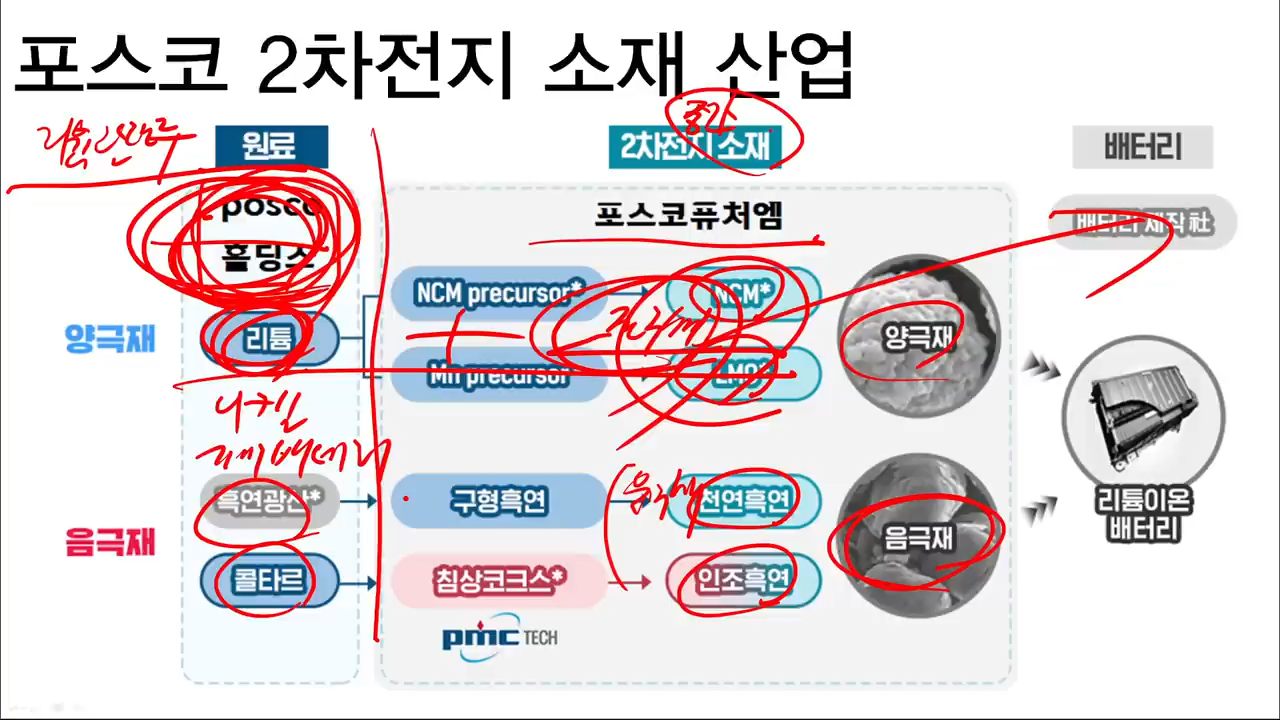 포스코 2차전지 소재 산업
원료
2차전지 소재
중간
배터리
posco
홀딩스
포스코퓨처엠
배터리 제작 社
양극재
리튬
NCM precursor*
NCM*
Mn precursor
LMO*
양극재
니켈
음극재
흑연광산*
구형흑연
천연흑연
콜타르
침상코크스*
인조흑연
음극재
pmc TECH
리튬이온
배터리